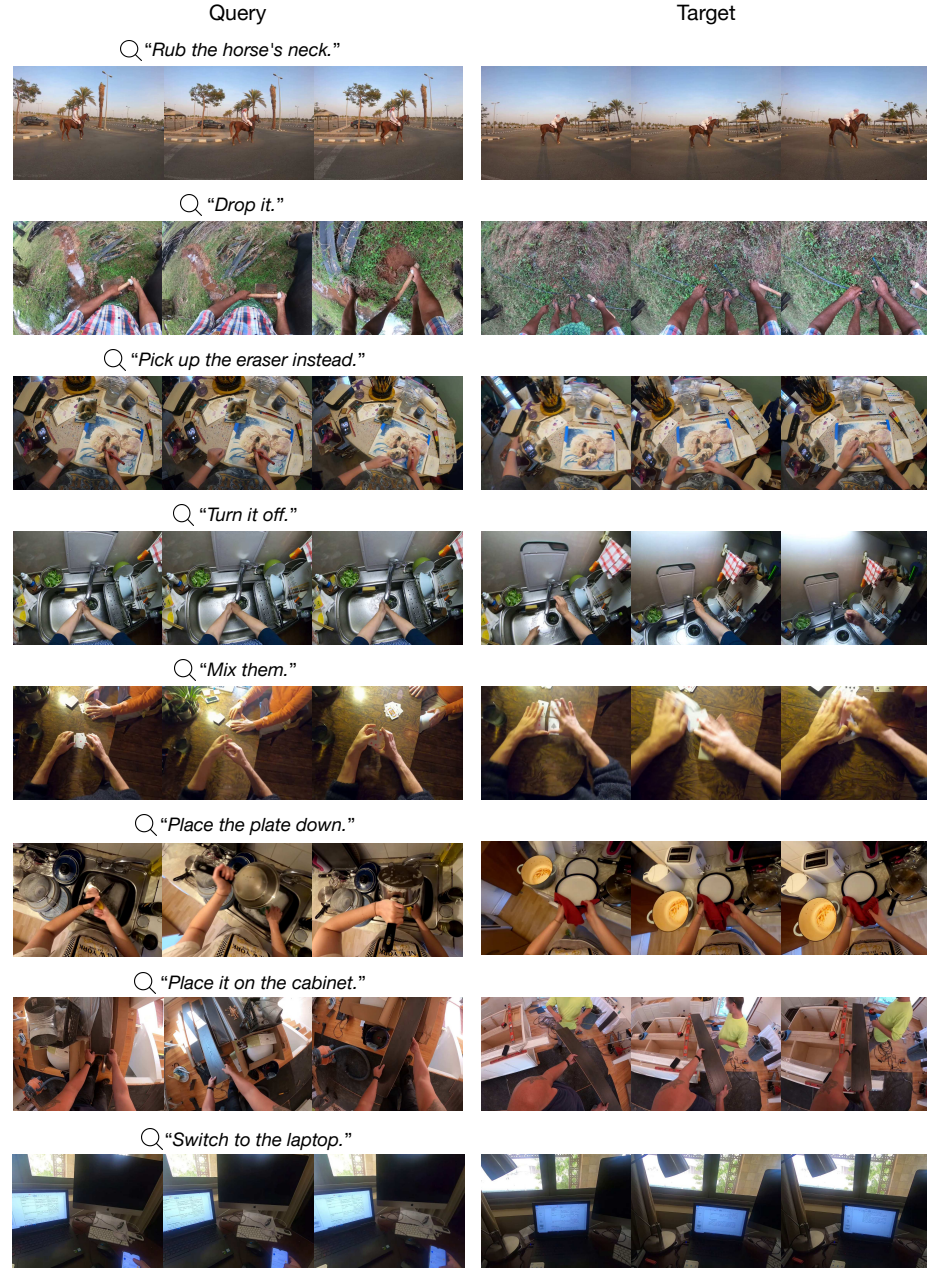 Query
Target
“Rub the horse's neck.”
“Drop it.”
“Pick up the eraser instead.”
“Turn it off.”
“Mix them.”
“Place the plate down.”
“Place it on the cabinet.”
“Switch to the laptop.”